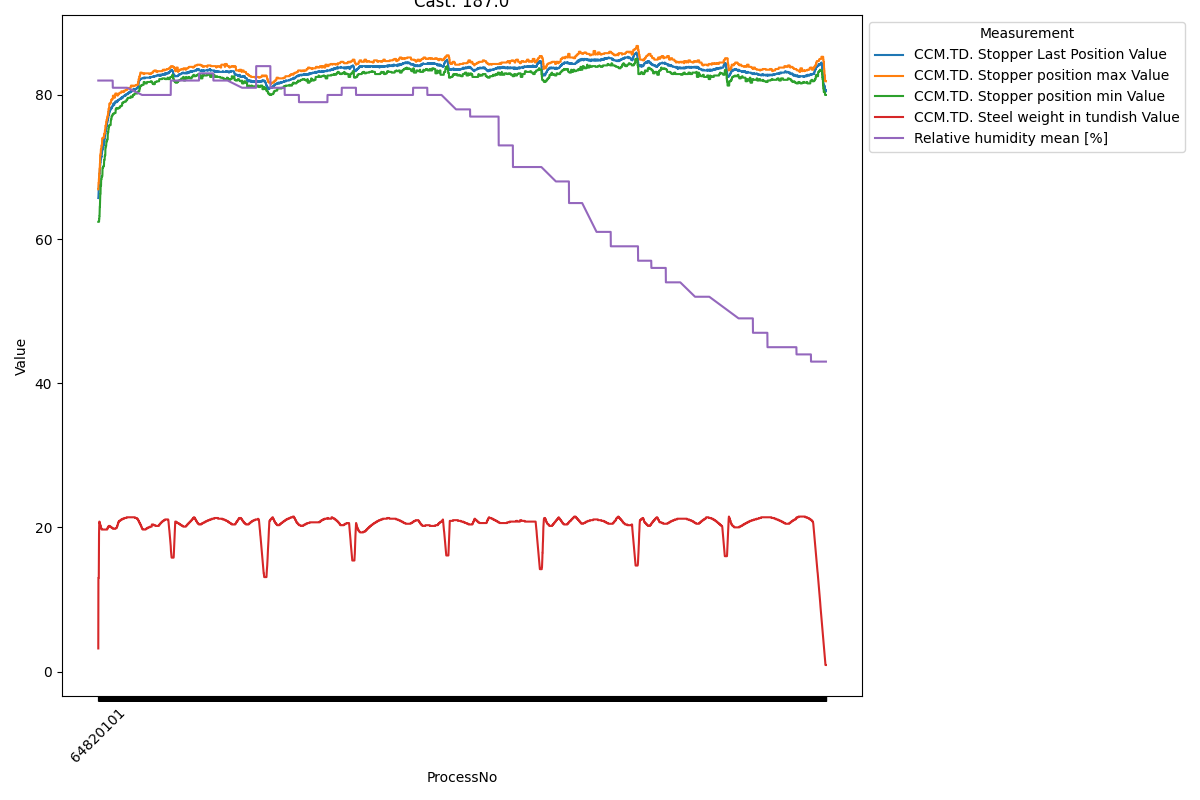 Cast: 187.0
Measurement
CCM.TD. Stopper Last Position Value
CCM.TD. Stopper position max Value
CCM.TD. Stopper position min Value
CCM.TD. Steel weight in tundish Value
Relative humidity mean [%]
80
60
40
20
0
Value
64820101
ProcessNo